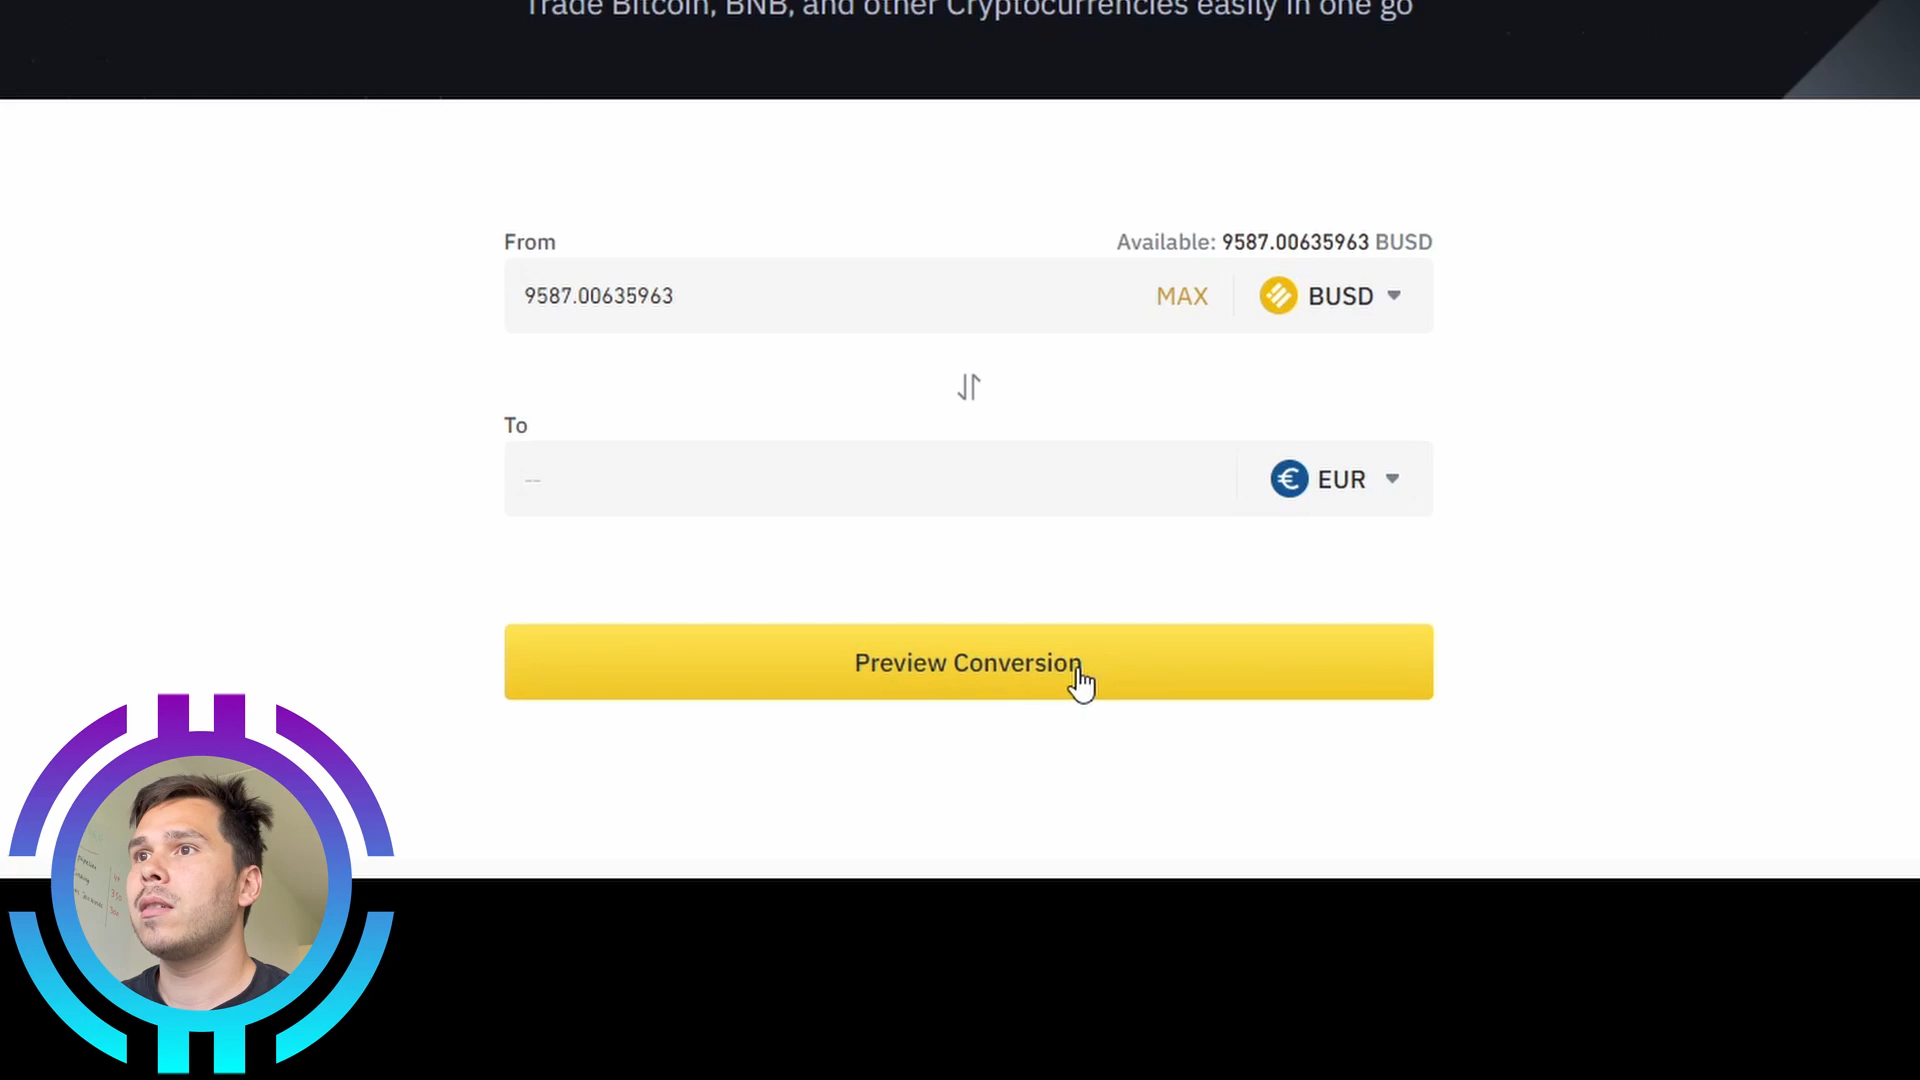 Trade Bitcoin, BNB, and other Cryptocurrencies easily in one go
From
Available: 9587.00635963 BUSD
9587.00635963
MAX
BUSD
To
--
€ EUR
Preview Conversion